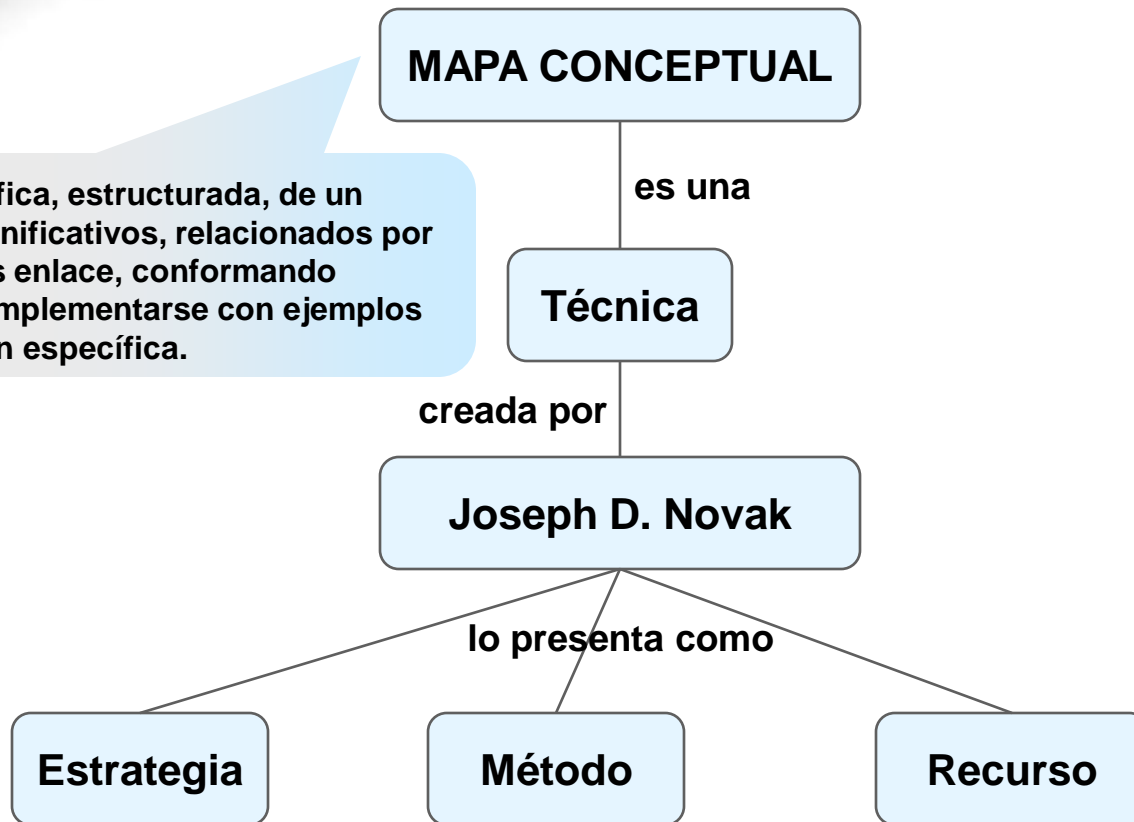 MAPA CONCEPTUAL
es una
fica, estructurada, de un
nificativos, relacionados por
s enlace, conformando
mplementarse con ejemplos
n específica.
Técnica
creada por
Joseph D. Novak
lo presenta como
Estrategia
Método
Recurso